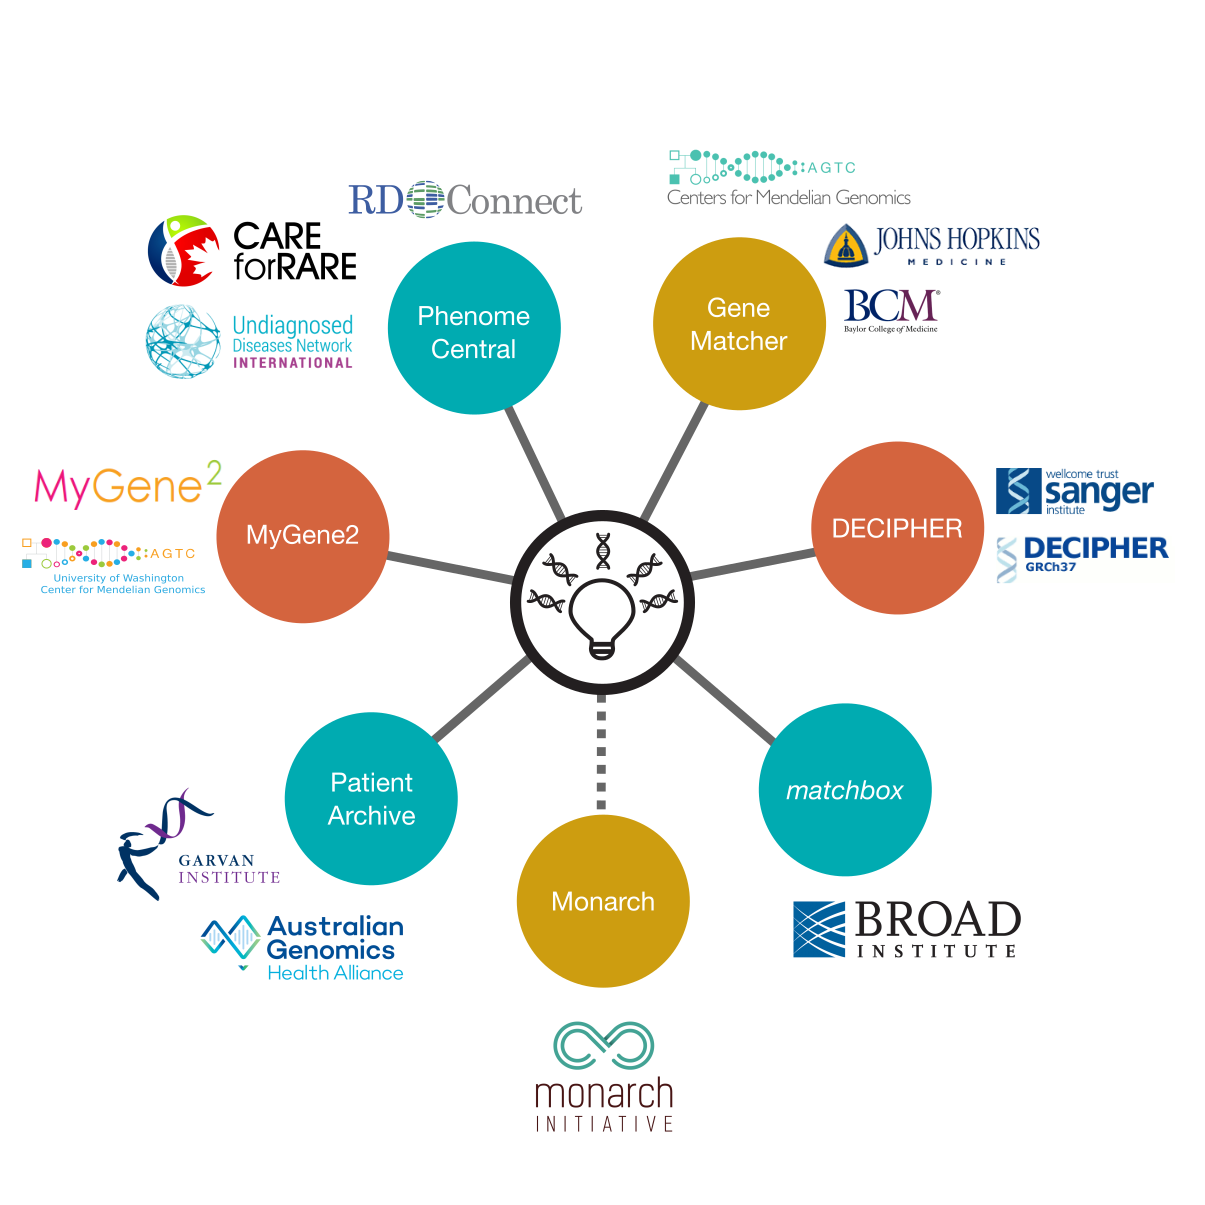 AGTC
Centers for Mendelian Genomics
RD Connect
CARE
forRARE
JOHNS HOPKINS
MEDICINE
Undiagnosed
Diseases Network
INTERNATIONAL
BCM®
Baylor College of Medicine
Phenome
Central
Gene
Matcher
MyGene2
AGTC
University of Washington
Center for Mendelian Genomics
MyGene2
DECIPHER
wellcome trust
sanger
institute
DECIPHER
GRCh37
Patient
Archive
matchbox
GARVAN
INSTITUTE
Australian
Genomics
Health Alliance
Monarch
BROAD
INSTITUTE
monarch
INITIATIVE